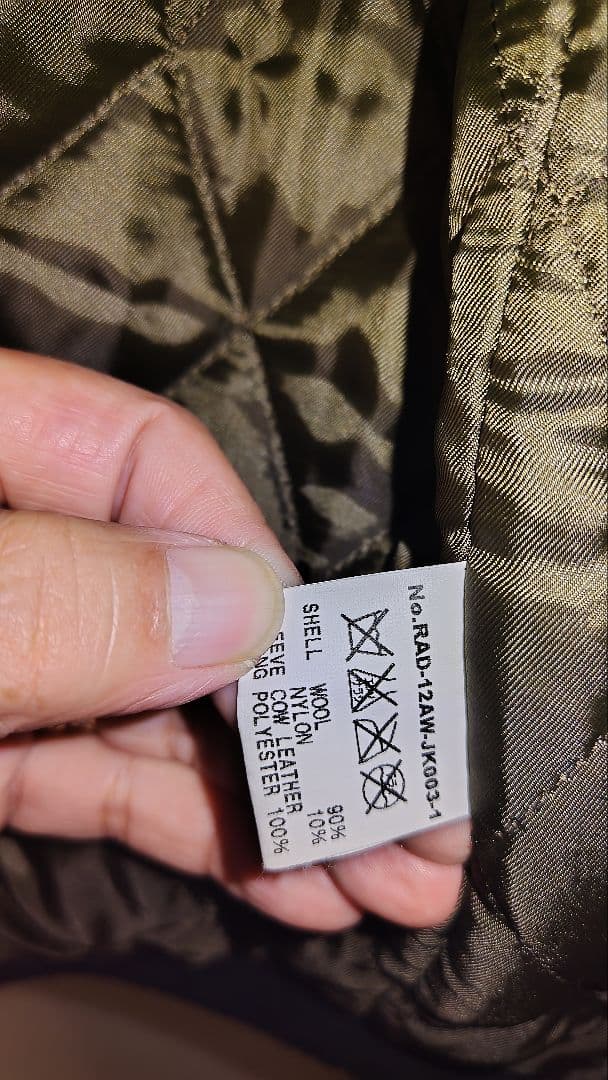 No.RAD-12AW-JK003-1
SHELL WOOL 90%
NYLON 10%
EEVE COW LEATHER
NG POLYESTER 100%